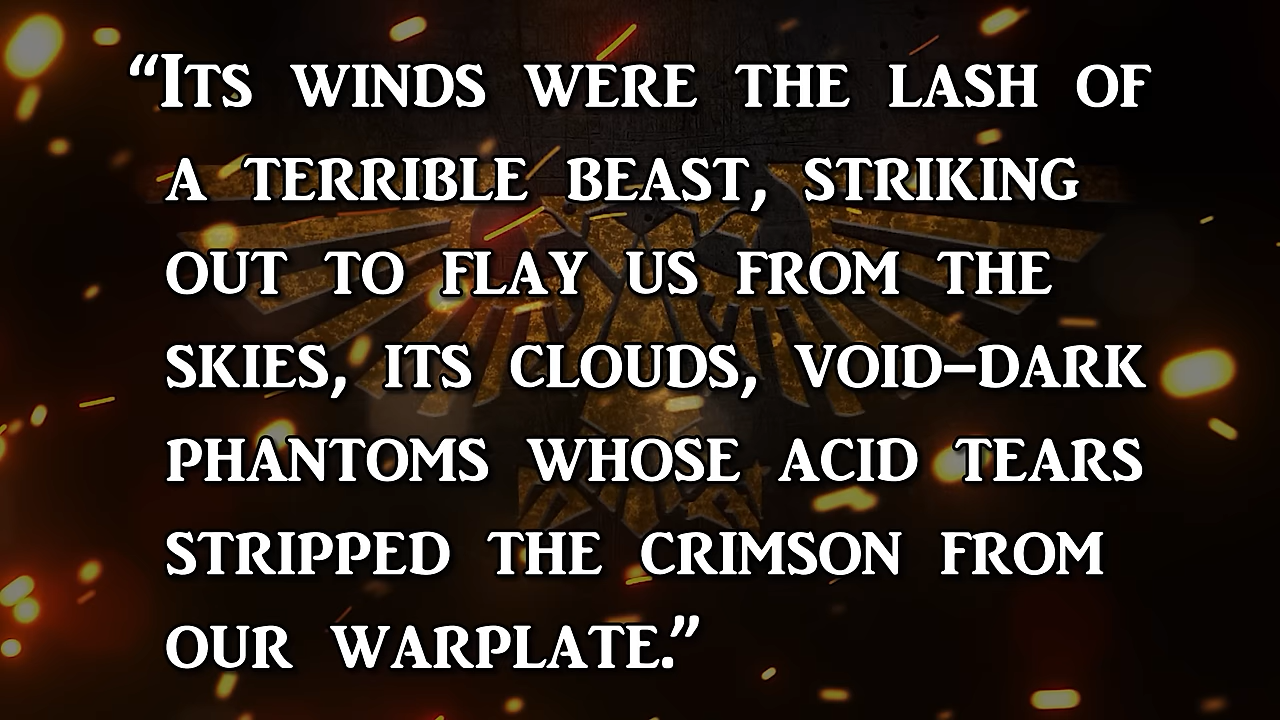 “Its winds were the lash of
a terrible beast, striking
out to flay us from the
skies, its clouds, void–dark
phantoms whose acid tears
stripped the crimson from
our warplate.”